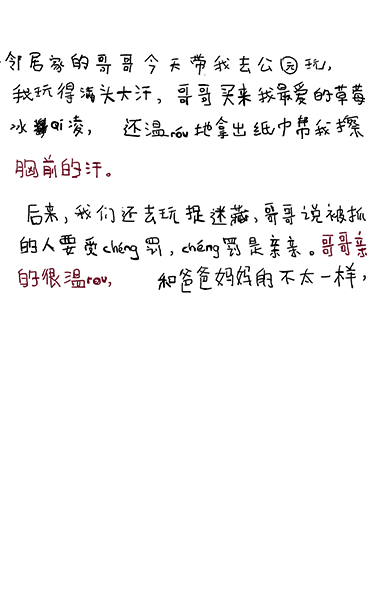 邻居家的哥哥今天带我去公园玩,
我玩得满头大汗,哥哥买来我最爱的草莓
冰qi凌,还温róu地拿出纸巾帮我擦
胸前的汗。
后来,我们还去玩捉迷藏,哥哥说被抓
的人要受chéng罚,chéng罚是亲亲。哥哥亲
的很温rou,和爸爸妈妈的不太一样,